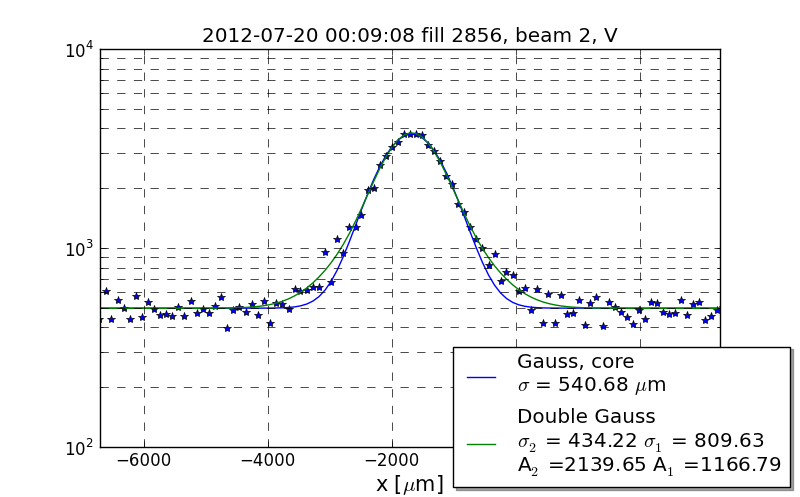 2012-07-20 00:09:08 fill 2856, beam 2, V
10⁴
10³
10²
−6000 −4000 −2000
x [μm]
Gauss, core
σ = 540.68 μm
Double Gauss
σ₂ = 434.22 σ₁ = 809.63
A₂ =2139.65 A₁ =1166.79